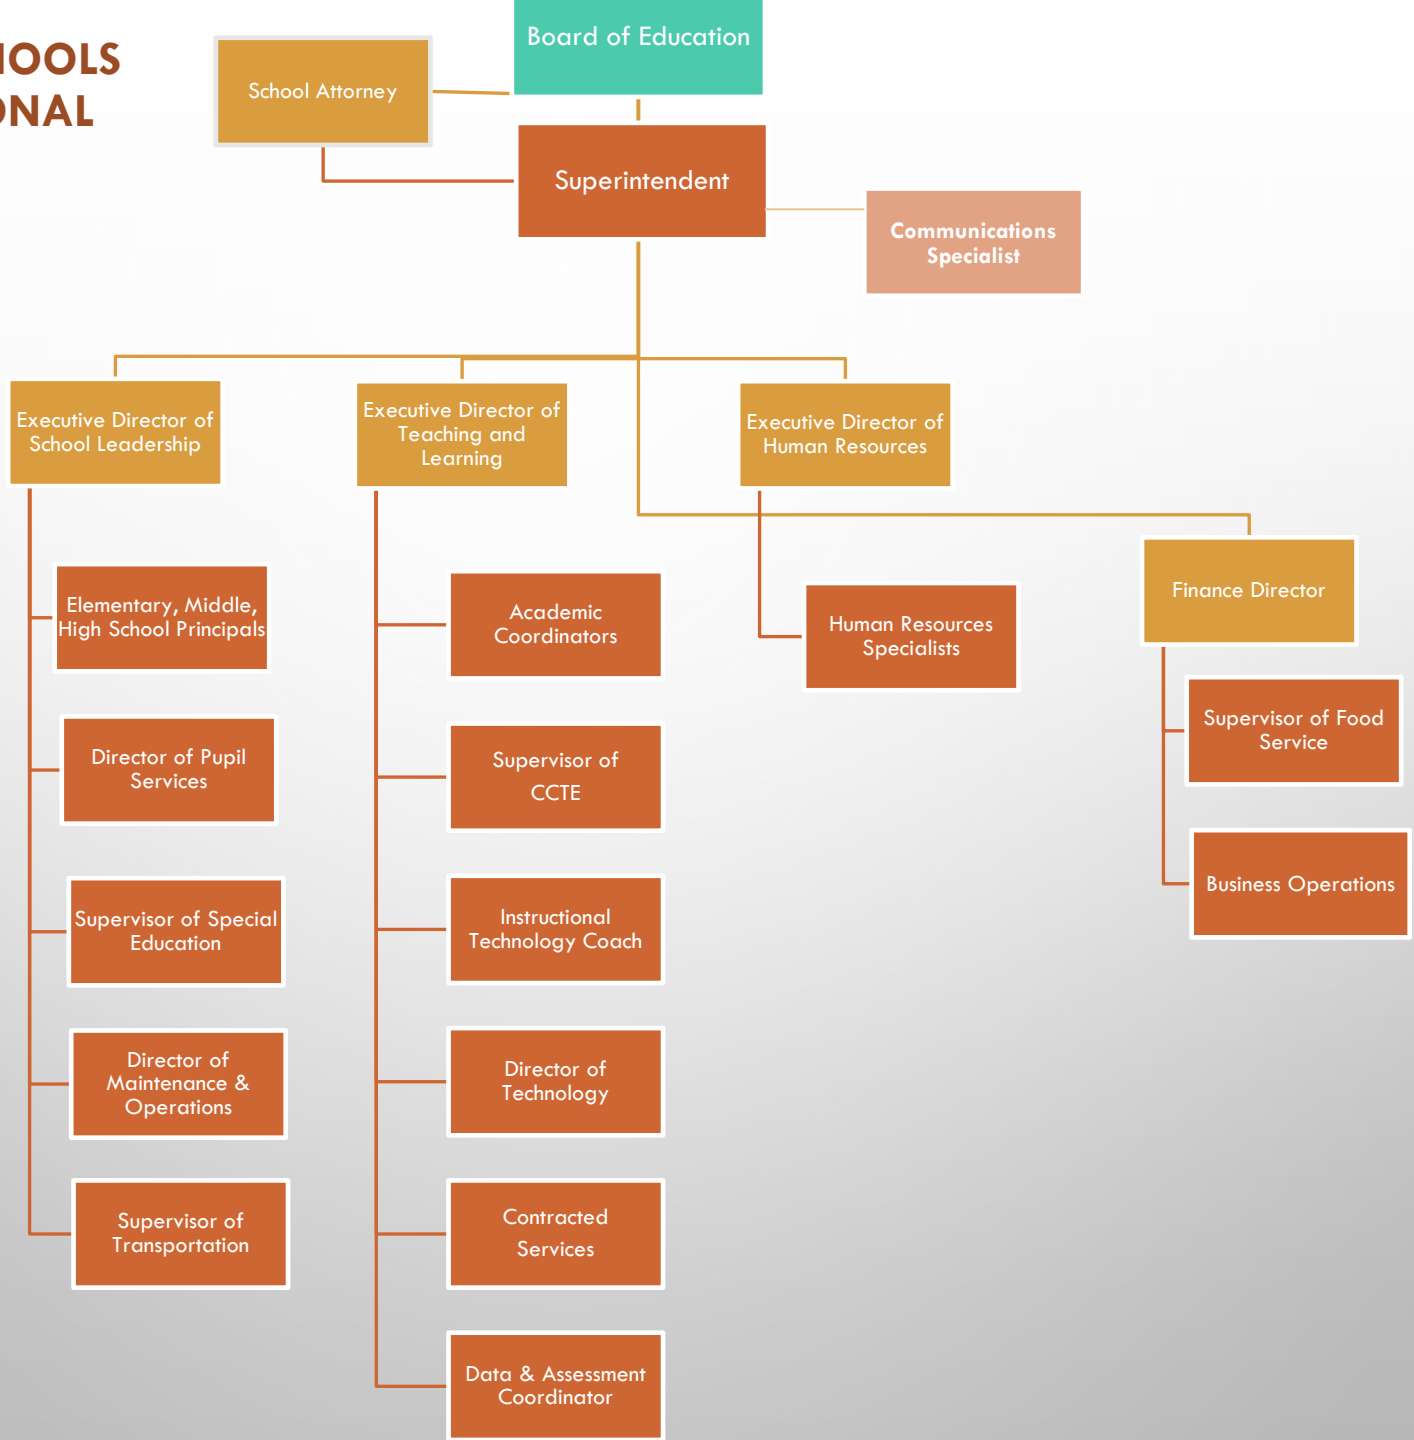 Board of Education
School Attorney
Superintendent
Communications
Specialist
Executive Director of
School Leadership
Executive Director of
Teaching and
Learning
Executive Director of
Human Resources
Finance Director
Elementary, Middle,
High School Principals
Director of Pupil
Services
Supervisor of Special
Education
Director of
Maintenance &
Operations
Supervisor of
Transportation
Academic
Coordinators
Supervisor of
CCTE
Instructional
Technology Coach
Director of
Technology
Contracted
Services
Data & Assessment
Coordinator
Human Resources
Specialists
Supervisor of Food
Service
Business Operations